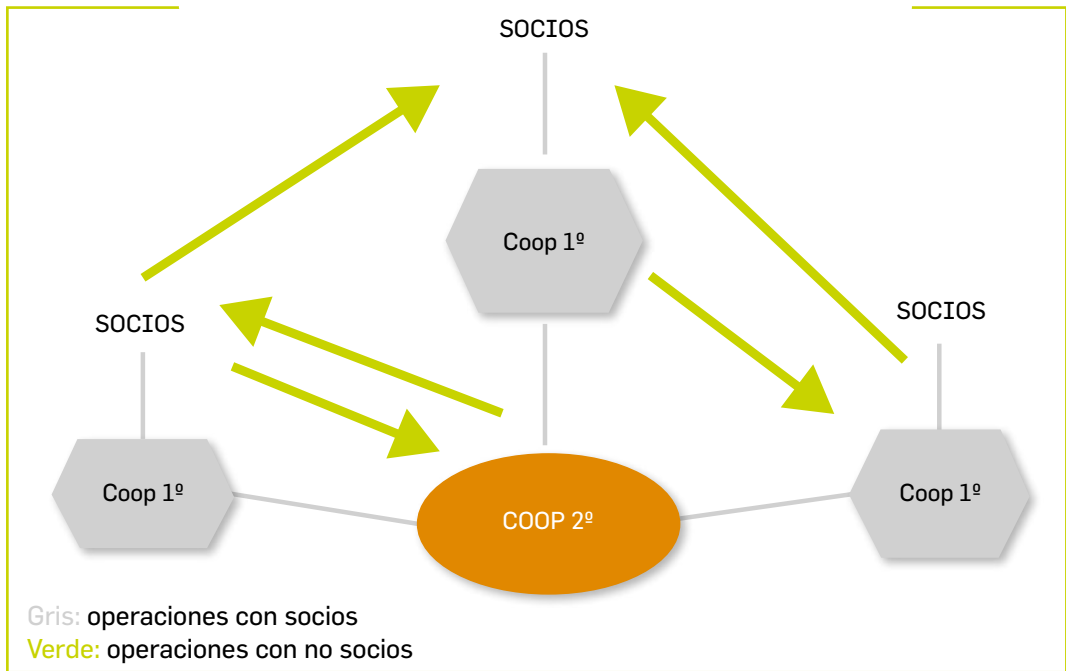 SOCIOS
Coop 1º
SOCIOS
SOCIOS
Coop 1º
Coop 1º
COOP 2º
Gris: operaciones con socios
Verde: operaciones con no socios